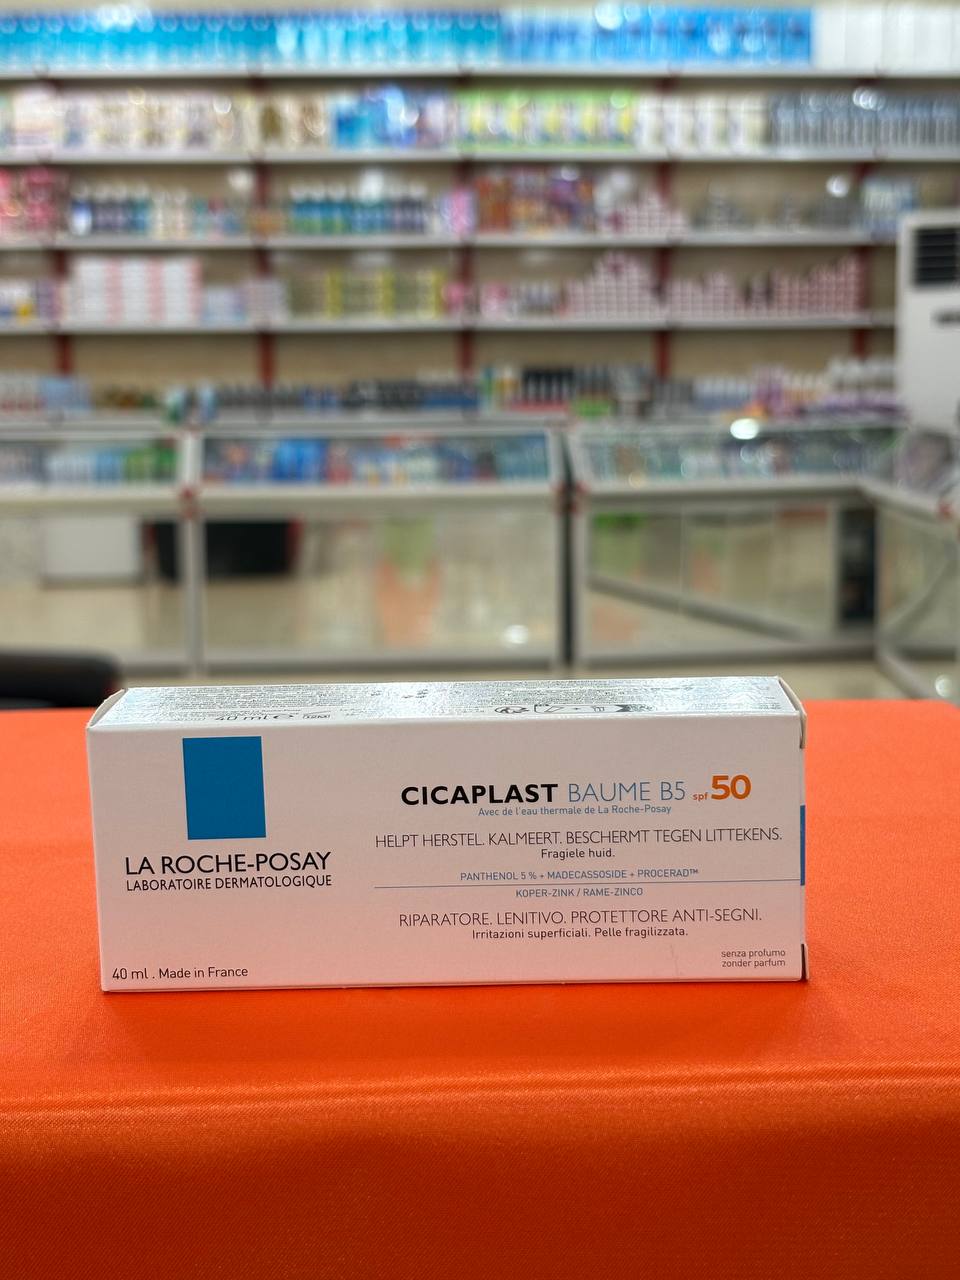 40 ml
12M
LA ROCHE-POSAY
LABORATOIRE DERMATOLOGIQUE
40 ml . Made in France
CICAPLAST BAUME B5 spf 50
Avec de l'eau thermale de La Roche-Posay
HELPT HERSTEL. KALMEERT. BESCHERMT TEGEN LITTEKENS.
Fragiele huid.
PANTHENOL 5 % + MADECASSOSIDE + PROCERAD™
KOPER-ZINK / RAME-ZINCO
RIPARATORE. LENITIVO. PROTETTORE ANTI-SEGNI.
Irritazioni superficiali. Pelle fragilizzata.
senza profumo
zonder parfum